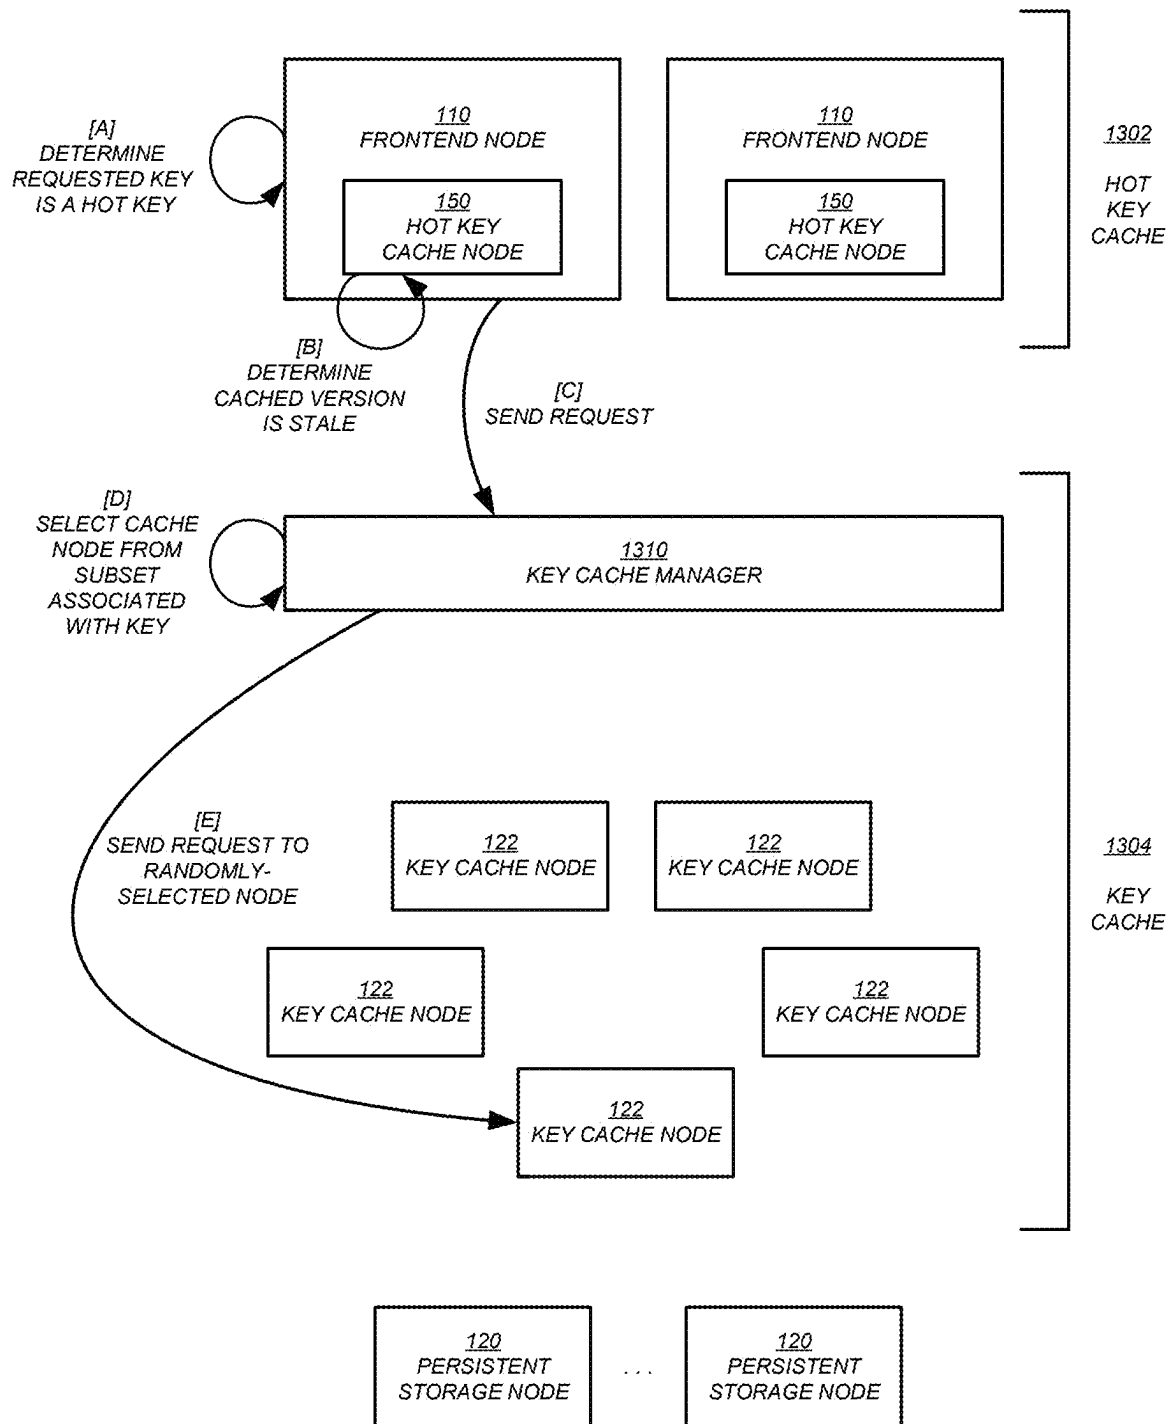 [A]
DETERMINE
REQUESTED KEY
IS A HOT KEY
110
FRONTEND NODE
150
HOT KEY
CACHE NODE
110
FRONTEND NODE
150
HOT KEY
CACHE NODE
1302
HOT
KEY
CACHE
[B]
DETERMINE
CACHED VERSION
IS STALE
[C]
SEND REQUEST
[D]
SELECT CACHE
NODE FROM
SUBSET
ASSOCIATED
WITH KEY
1310
KEY CACHE MANAGER
[E]
SEND REQUEST TO
RANDOMLY-
SELECTED NODE
122
KEY CACHE NODE
122
KEY CACHE NODE
1304
KEY
CACHE
122
KEY CACHE NODE
122
KEY CACHE NODE
122
KEY CACHE NODE
120
PERSISTENT
STORAGE NODE
. . .
120
PERSISTENT
STORAGE NODE